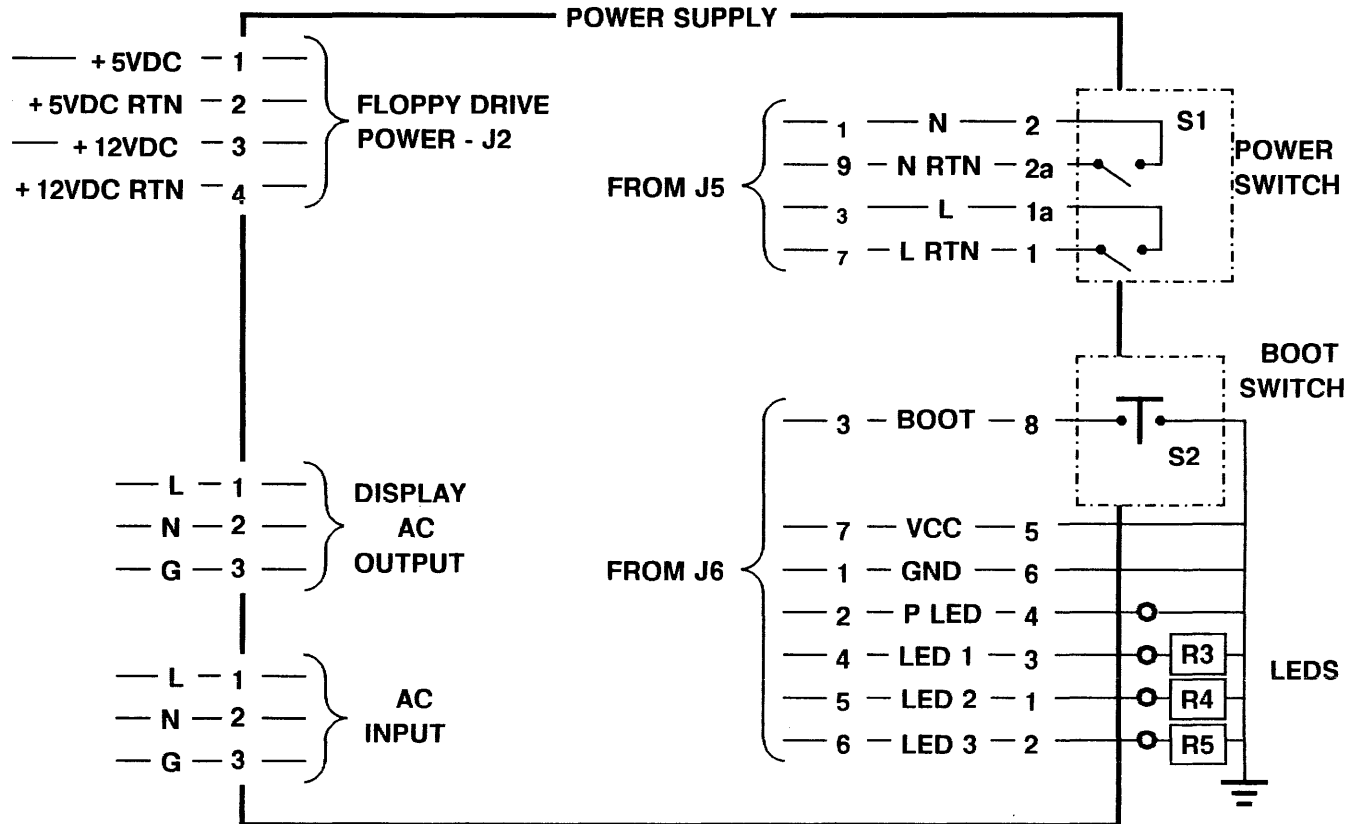 POWER SUPPLY
+5VDC 1
+5VDC RTN 2
+12VDC 3
+12VDC RTN 4
FLOPPY DRIVE
POWER - J2
FROM J5
1 N 2
9 N RTN 2a
3 L 1a
7 L RTN 1
S1
POWER
SWITCH
BOOT
SWITCH
S2
L 1
N 2
G 3
DISPLAY
AC
OUTPUT
L 1
N 2
G 3
AC
INPUT
FROM J6
3 BOOT 8
7 VCC 5
1 GND 6
2 P LED 4
4 LED 1 3 R3
5 LED 2 1 R4
6 LED 3 2 R5
LEDS